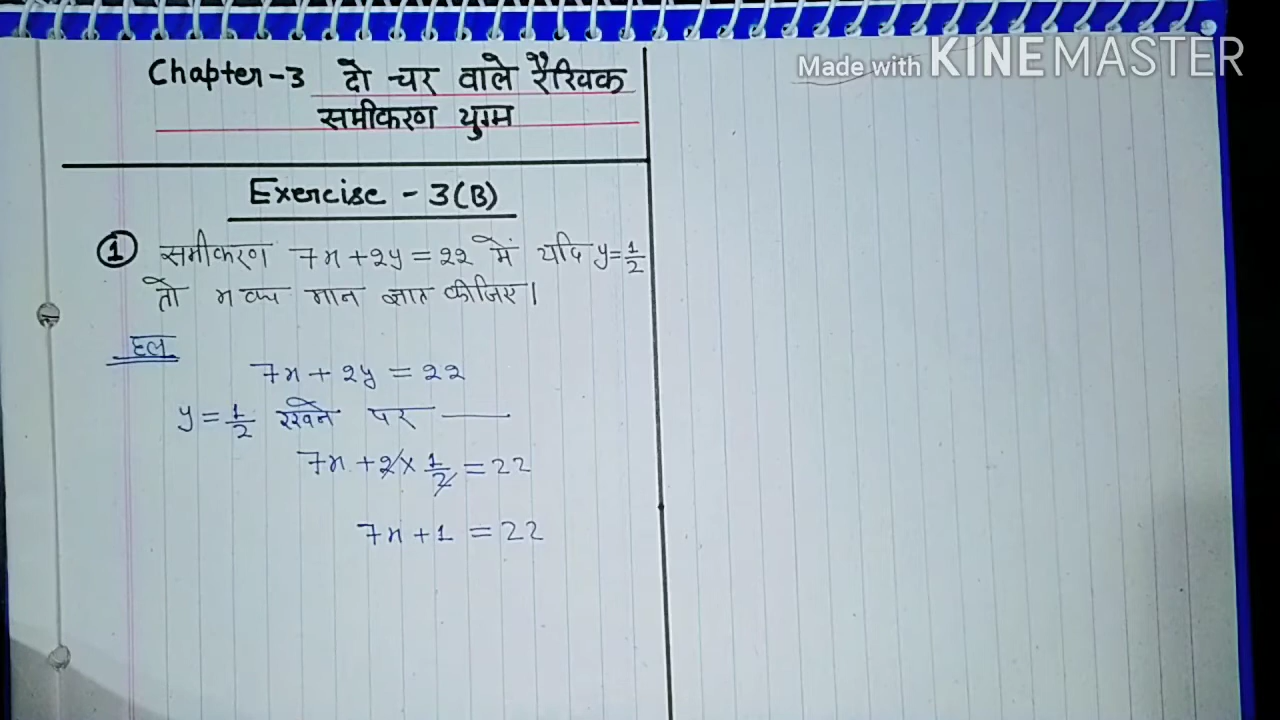 Made with KINEMASTER
Chapter-3 दो चर वाले रैखिक
समीकरण युग्म
Exercise - 3(B)
① समीकरण 7x+2y=22 में यदि y=1/2
तो x का मान ज्ञात कीजिए।
हल
7x+2y=22
y=1/2 रखने पर ——
7x+2×1/2=22
7x+1=22